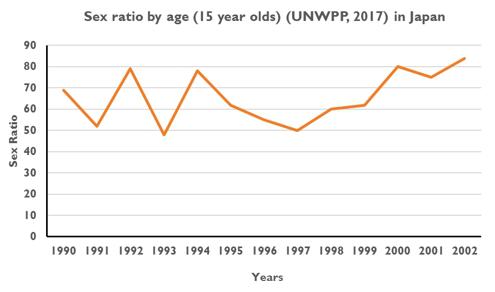 Sex ratio by age (15 year olds) (UNWPP, 2017) in Japan
90
80
70
60
50
40
30
20
10
0
Sex Ratio
1990 1991 1992 1993 1994 1995 1996 1997 1998 1999 2000 2001 2002
Years